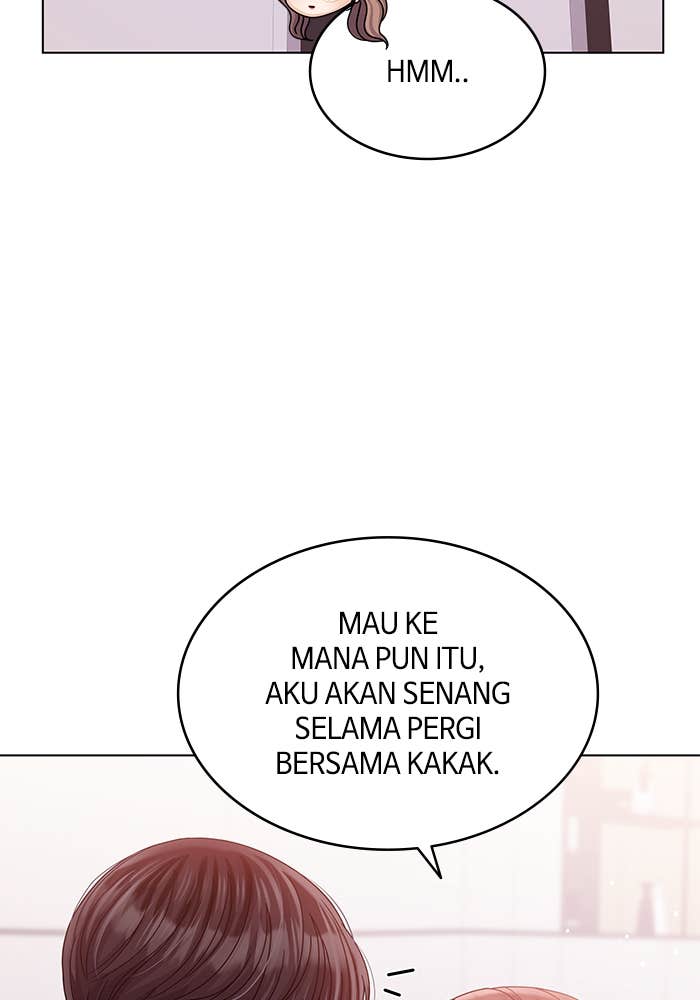 HMM..
MAU KE
MANA PUN ITU,
AKU AKAN SENANG
SELAMA PERGI
BERSAMA KAKAK.